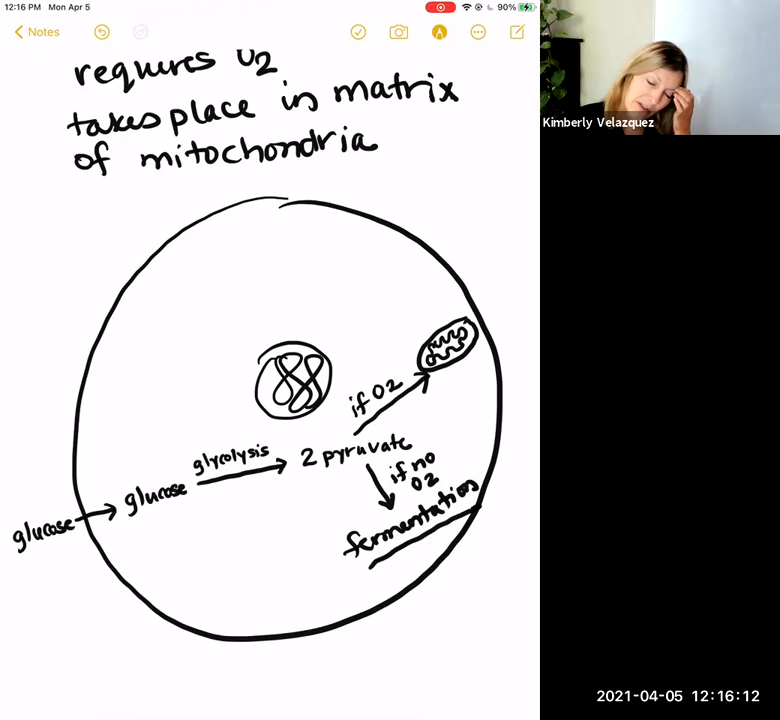 12:16 PM Mon Apr 5
90%
Notes
requires O2
takes place in matrix
of mitochondria
Kimberly Velazquez
if O2
glycolysis
2 pyruvate
if no
O2
glucose
glucose
fermentation
2021-04-05 12:16:12